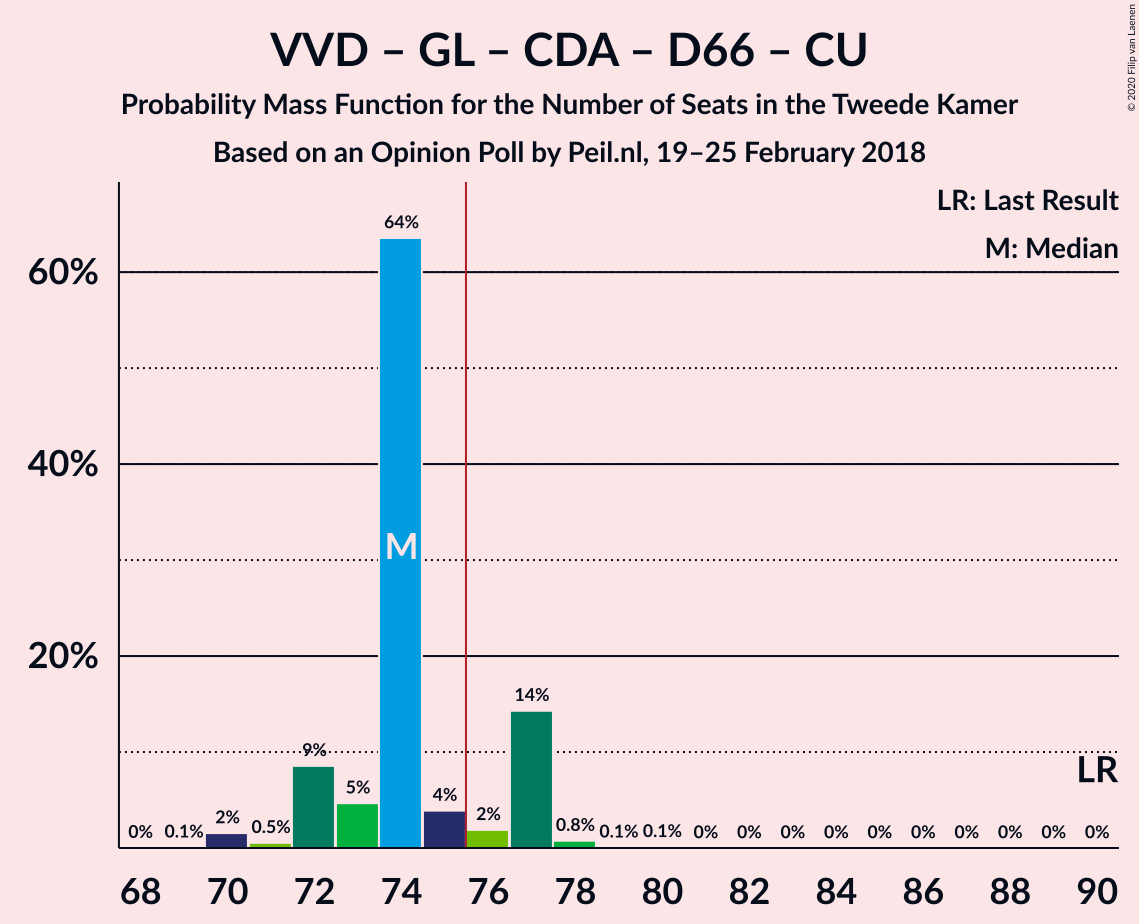 VVD – GL – CDA – D66 – CU
Probability Mass Function for the Number of Seats in the Tweede Kamer
Based on an Opinion Poll by Peil.nl, 19–25 February 2018
© 2020 Filip van Laenen
LR: Last Result
M: Median
60%
40%
20%
0% 0.1% 2% 0.5% 9% 5% 64% 4% 2% 14% 0.8% 0.1% 0.1% 0% 0% 0% 0% 0% 0% 0% 0% 0% 0%
M
LR
68 70 72 74 76 78 80 82 84 86 88 90